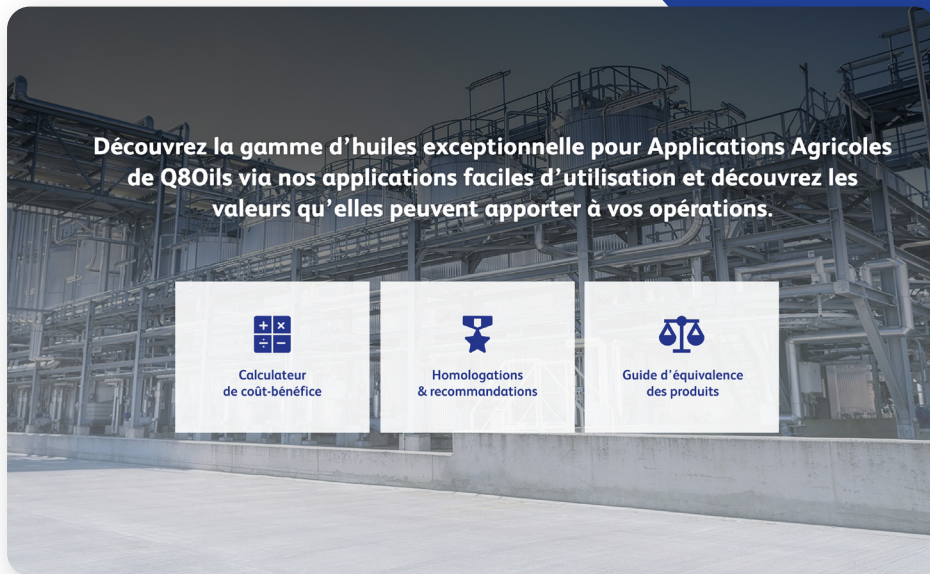 Découvrez la gamme d’huiles exceptionnelle pour Applications Agricoles
de Q8Oils via nos applications faciles d’utilisation et découvrez les
valeurs qu’elles peuvent apporter à vos opérations.
Calculateur
de coût-bénéfice
Homologations
& recommandations
Guide d’équivalence
des produits